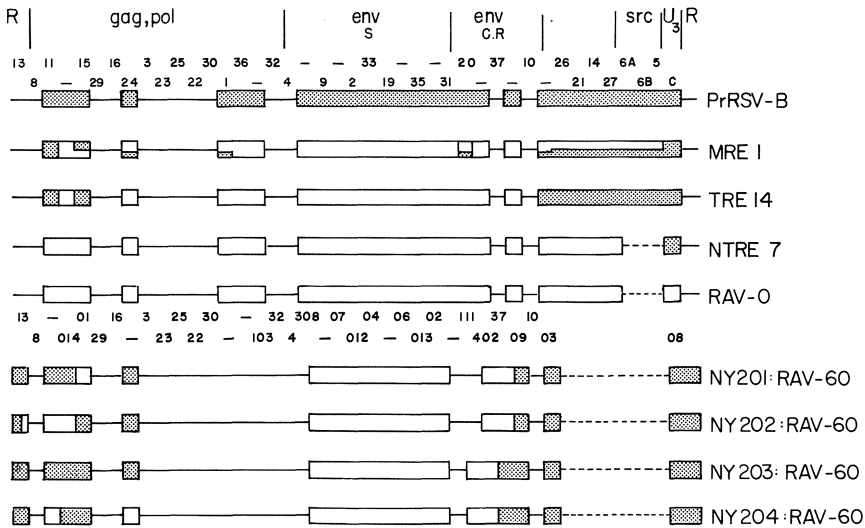 R gag,pol env S env C.R src U3 R
13 11 15 16 3 25 30 36 32 – – 33 – – 20 37 10 26 14 6A 5
8 – 29 24 23 22 1 – 4 9 2 19 35 31 – – – 21 27 6B C
PrRSV-B
MRE 1
TRE 14
NTRE 7
RAV-O
13 – 01 16 3 25 30 – 32 308 07 04 06 02 111 37 10
8 014 29 – 23 22 – 103 4 – 012 – 013 – 402 09 03 08
NY201:RAV-60
NY202:RAV-60
NY203:RAV-60
NY204:RAV-60